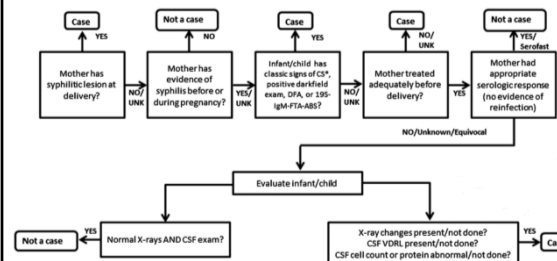 Case
Not a case
Case
Case
Not a case
YES
NO
YES
NO/
UNK
YES/
Serofast
Mother has
syphilitic lesion at
delivery?
NO/
UNK
Mother has
evidence of
syphilis before or
during pregnancy?
YES/
UNK
Infant/child has
classic signs of CS*,
positive darkfield
exam, DFA, or 19S-
IgM-FTA-ABS?
NO/
UNK
Mother treated
adequately before
delivery?
YES
Mother had
appropriate
serologic response
(no evidence of
reinfection)
NO/Unknown/Equivocal
Evaluate infant/child
Not a case
YES
Normal X-rays AND CSF exam?
X-ray changes present/not done?
CSF VDRL present/not done?
CSF cell count or protein abnormal/not done?
YES
Ca